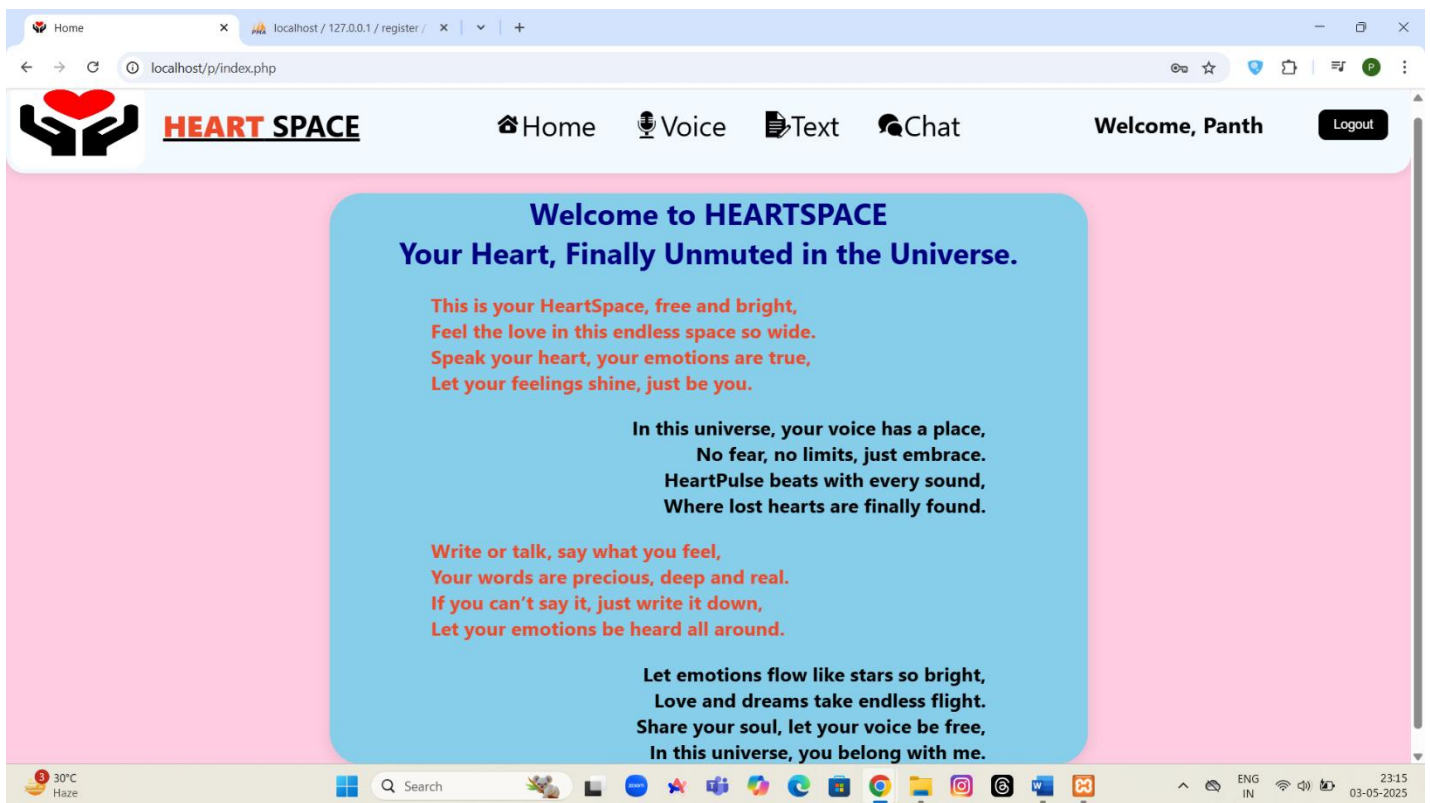 Home
localhost / 127.0.0.1 / register /
localhost/p/index.php
P
HEART SPACE
Home
Voice
Text
Chat
Welcome, Panth
Logout
Welcome to HEARTSPACE
Your Heart, Finally Unmuted in the Universe.
This is your HeartSpace, free and bright,
Feel the love in this endless space so wide.
Speak your heart, your emotions are true,
Let your feelings shine, just be you.
In this universe, your voice has a place,
No fear, no limits, just embrace.
HeartPulse beats with every sound,
Where lost hearts are finally found.
Write or talk, say what you feel,
Your words are precious, deep and real.
If you can’t say it, just write it down,
Let your emotions be heard all around.
Let emotions flow like stars so bright,
Love and dreams take endless flight.
Share your soul, let your voice be free,
In this universe, you belong with me.
3
30°C
Haze
Search
zoom
ENG
IN
23:15
03-05-2025